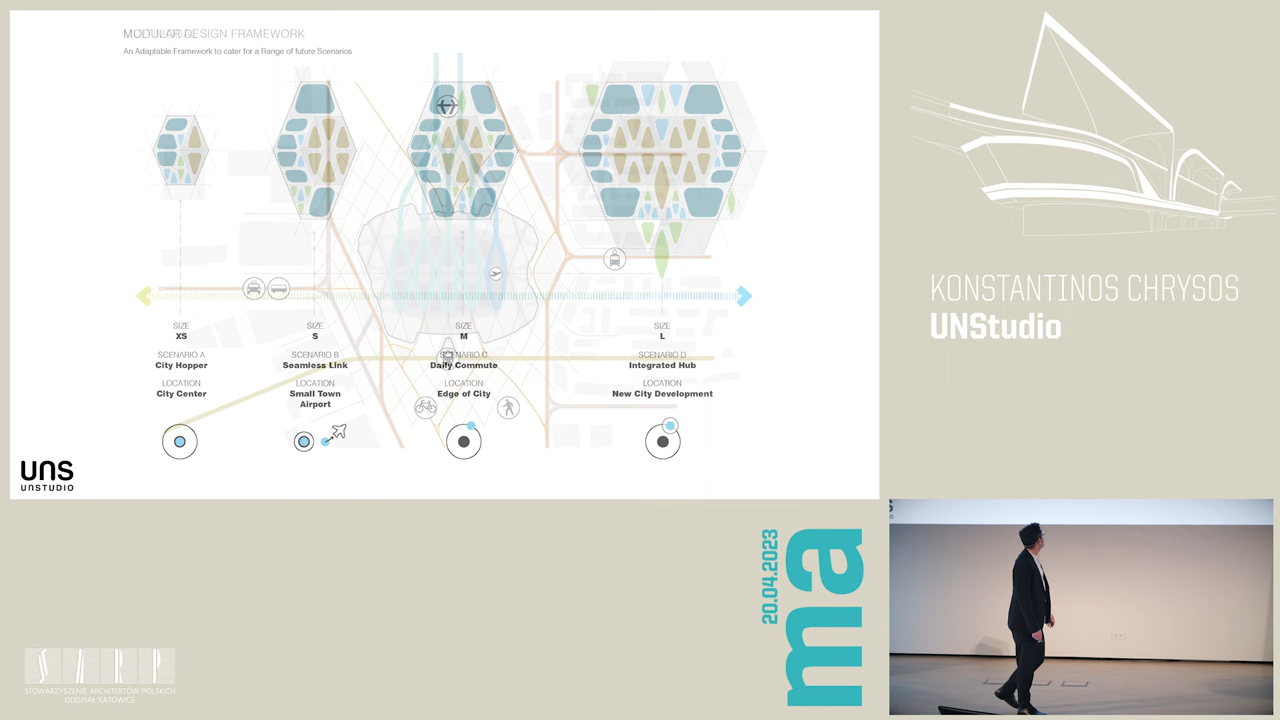 MODULAR DESIGN FRAMEWORK
An Adaptable Framework to cater for a Range of future Scenarios
SIZE
XS
SIZE
S
SIZE
M
SIZE
L
SCENARIO A
City Hopper
SCENARIO B
Seamless Link
SCENARIO C
Daily Commute
SCENARIO D
Integrated Hub
LOCATION
City Center
LOCATION
Small Town
Airport
LOCATION
Edge of City
LOCATION
New City Development
UNS
UNSTUDIO
KONSTANTINOS CHRYSOS
UNStudio
20.04.2023
ma
SARP
STOWARZYSZENIE ARCHITEKTÓW POLSKICH
ODDZIAŁ KATOWICE